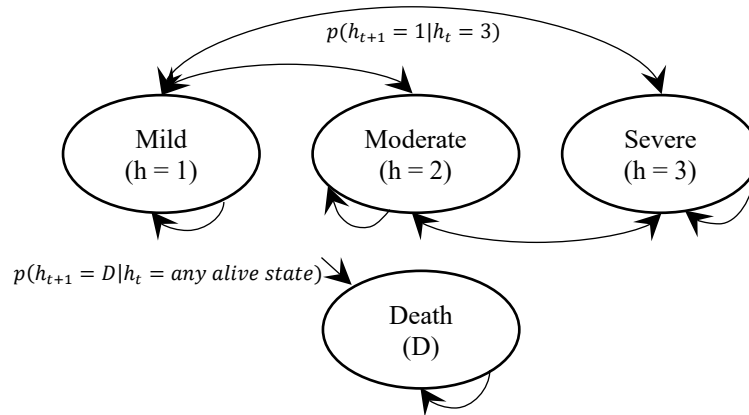 p(h_{t+1} = 1|h_t = 3)
Mild
(h = 1)
Moderate
(h = 2)
Severe
(h = 3)
p(h_{t+1} = D|h_t = any alive state)
Death
(D)